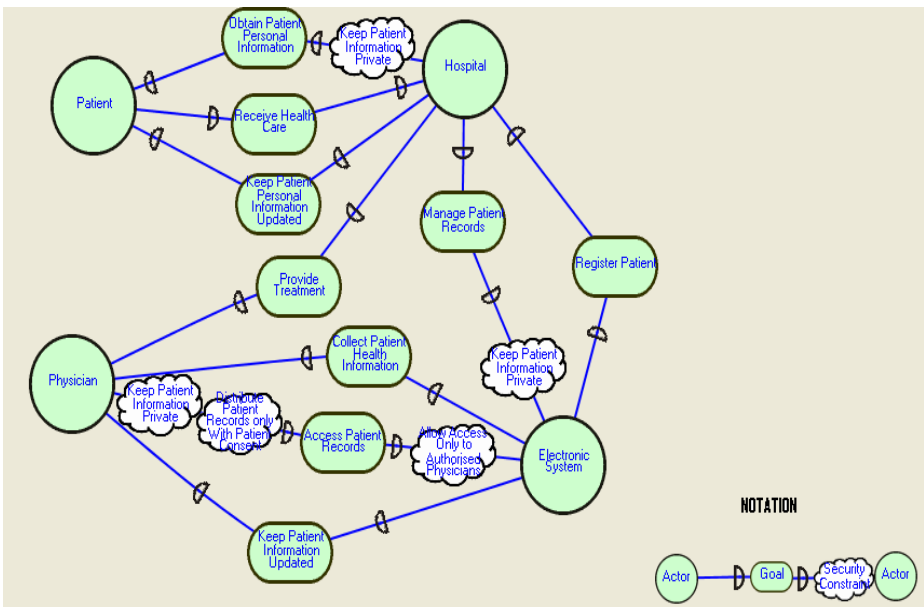 Obtain Patient
Personal
Information
Keep Patient
Information
Private
Hospital
Patient
Receive Health
Care
Keep Patient
Personal
Information
Updated
Manage Patient
Records
Register Patient
Provide
Treatment
Collect Patient
Health
Information
Keep Patient
Information
Private
Physician
Keep Patient
Information
Private
Distribute
Patient
Records only
With Patient
Consent
Access Patient
Records
Allow Access
Only to
Authorised
Physicians
Electronic
System
Keep Patient
Information
Updated
NOTATION
Actor
Goal
Security
Constraint
Actor